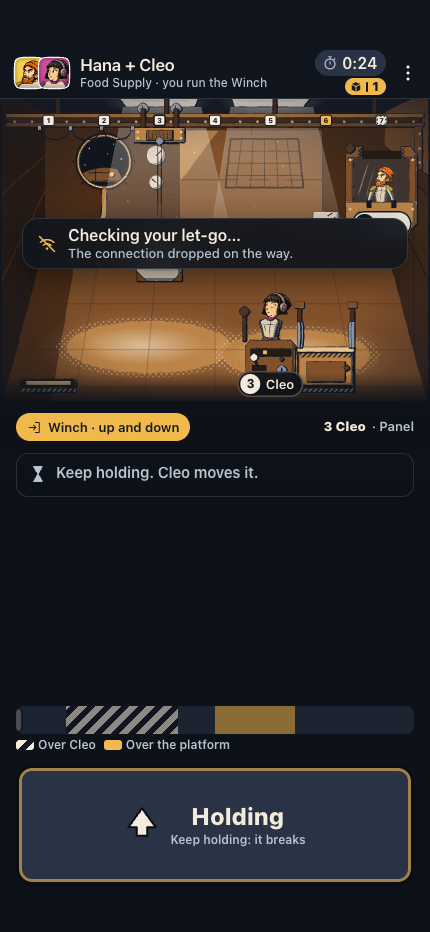 Hana + Cleo
Food Supply · you run the Winch
0:24
1
1
2
3
4
5
6
7
Checking your let-go...
The connection dropped on the way.
3 Cleo
Winch · up and down
3 Cleo · Panel
Keep holding. Cleo moves it.
Over Cleo
Over the platform
Holding
Keep holding: it breaks